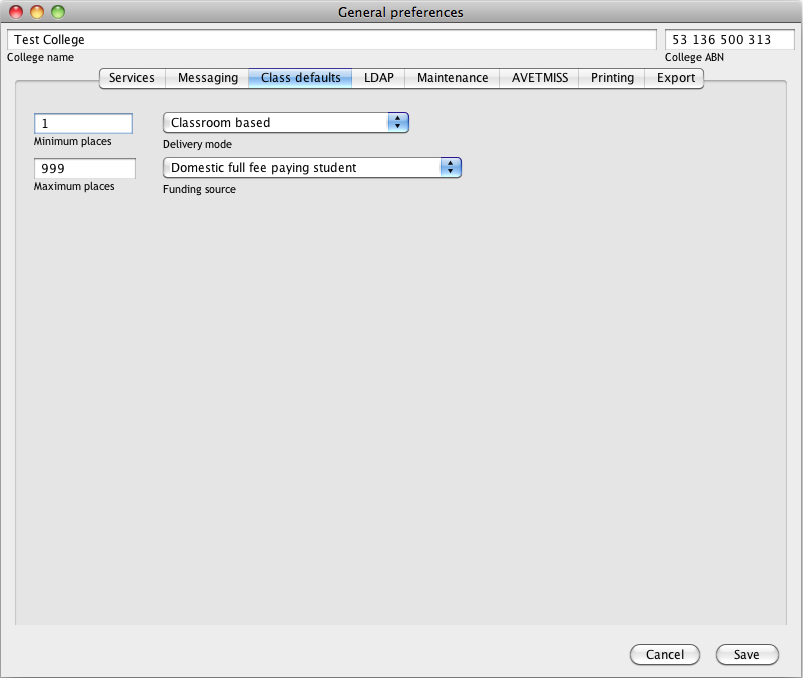 General preferences
Test College 53 136 500 313
College name College ABN
Services Messaging Class defaults LDAP Maintenance AVETMISS Printing Export
1 Classroom based
Minimum places Delivery mode
999 Domestic full fee paying student
Maximum places Funding source
Cancel Save